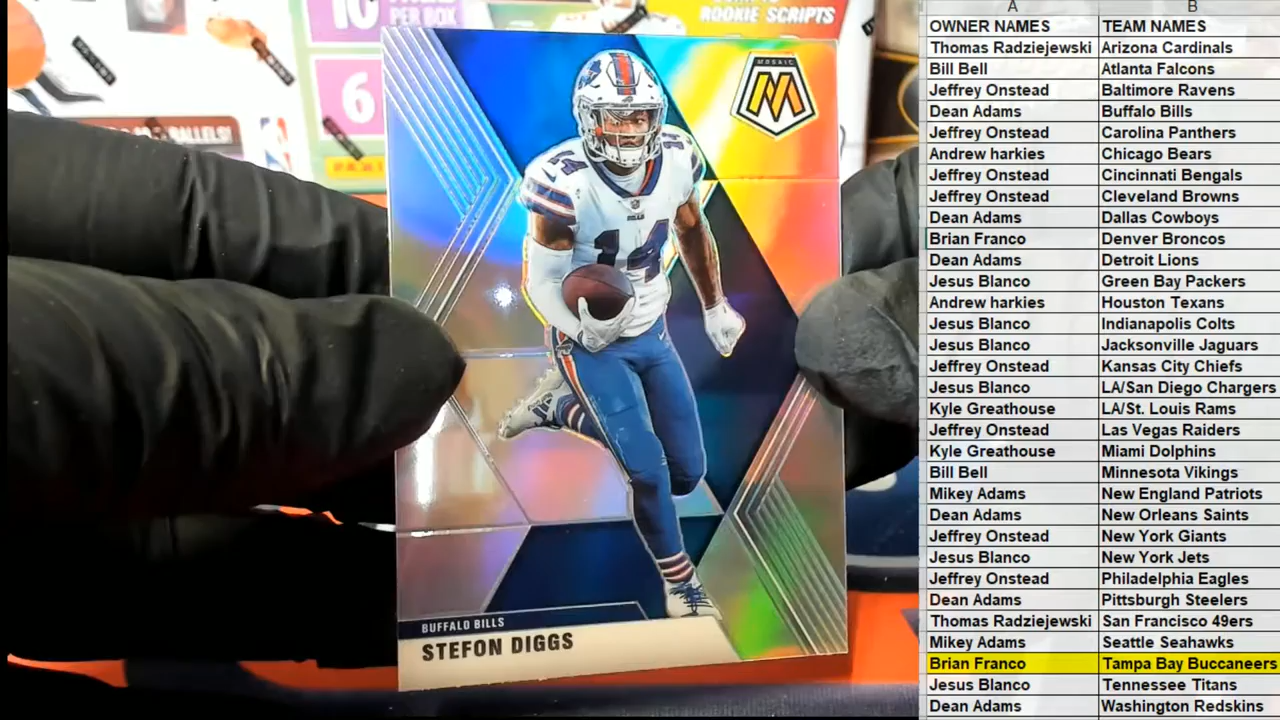 10
PER BOX
ROOKIE SCRIPTS
6
PARALLELS!
MOSAIC
M
14
14
BILLS
14
BUFFALO BILLS
STEFON DIGGS
A B
OWNER NAMES TEAM NAMES
Thomas Radziejewski Arizona Cardinals
Bill Bell Atlanta Falcons
Jeffrey Onstead Baltimore Ravens
Dean Adams Buffalo Bills
Jeffrey Onstead Carolina Panthers
Andrew harkies Chicago Bears
Jeffrey Onstead Cincinnati Bengals
Jeffrey Onstead Cleveland Browns
Dean Adams Dallas Cowboys
Brian Franco Denver Broncos
Dean Adams Detroit Lions
Jesus Blanco Green Bay Packers
Andrew harkies Houston Texans
Jesus Blanco Indianapolis Colts
Jesus Blanco Jacksonville Jaguars
Jeffrey Onstead Kansas City Chiefs
Jesus Blanco LA/San Diego Chargers
Kyle Greathouse LA/St. Louis Rams
Jeffrey Onstead Las Vegas Raiders
Kyle Greathouse Miami Dolphins
Bill Bell Minnesota Vikings
Mikey Adams New England Patriots
Dean Adams New Orleans Saints
Jeffrey Onstead New York Giants
Jesus Blanco New York Jets
Jeffrey Onstead Philadelphia Eagles
Dean Adams Pittsburgh Steelers
Thomas Radziejewski San Francisco 49ers
Mikey Adams Seattle Seahawks
Brian Franco Tampa Bay Buccaneers
Jesus Blanco Tennessee Titans
Dean Adams Washington Redskins